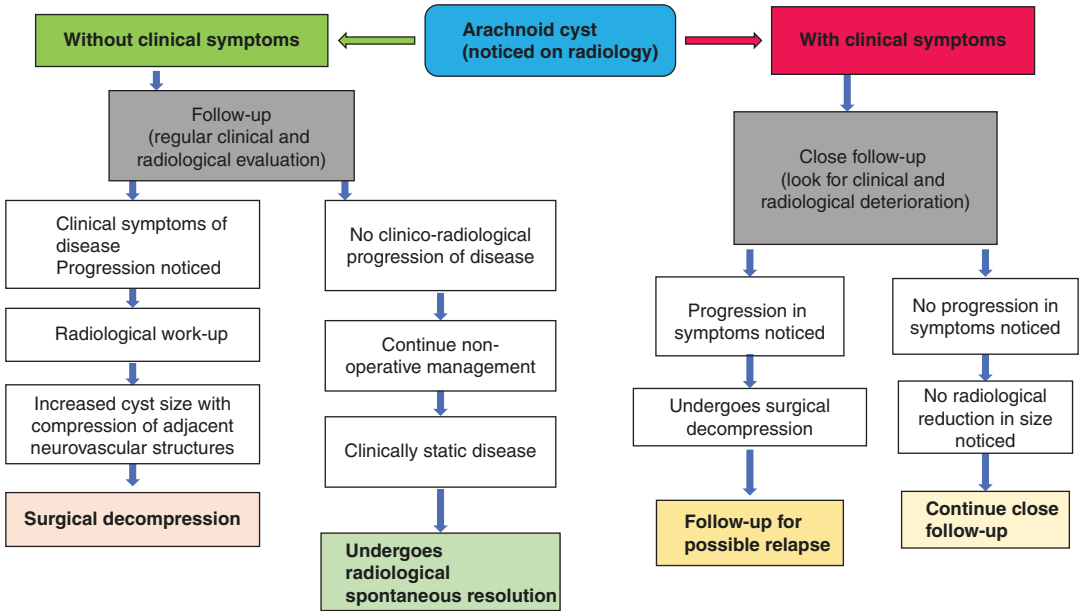 Without clinical symptoms
Arachnoid cyst
(noticed on radiology)
With clinical symptoms
Follow-up
(regular clinical and
radiological evaluation)
Close follow-up
(look for clinical and
radiological deterioration)
Clinical symptoms of
disease
Progression noticed
No clinico-radiological
progression of disease
Progression in
symptoms noticed
No progression in
symptoms noticed
Radiological work-up
Continue non-
operative management
Increased cyst size with
compression of adjacent
neurovascular structures
Clinically static disease
Undergoes surgical
decompression
No radiological
reduction in size
noticed
Surgical decompression
Undergoes
radiological
spontaneous resolution
Follow-up for
possible relapse
Continue close
follow-up